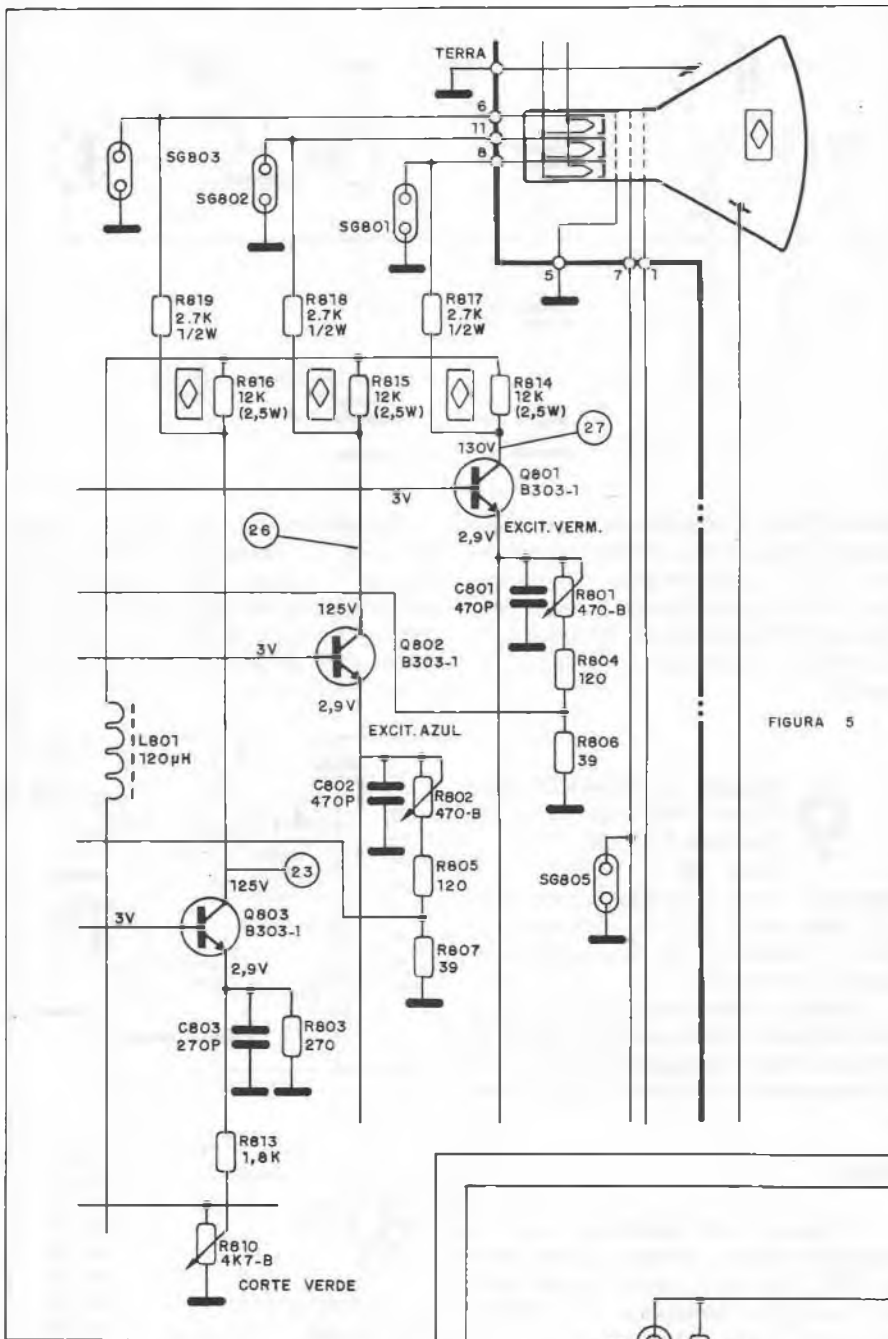 TERRA
6
11
8
SG803
SG802
SG801
5
7
1
R819
2.7K
1/2W
R818
2.7K
1/2W
R817
2.7K
1/2W
R816
12K
(2,5W)
R815
12K
(2,5W)
R814
12K
(2,5W)
27
130V
Q801
B303-1
3V
2,9V
EXCIT. VERM.
26
C801
470P
R801
470-B
125V
Q802
B303-1
3V
R804
120
2,9V
EXCIT. AZUL
L801
120µH
FIGURA 5
R806
39
C802
470P
R802
470-B
R805
120
SG805
23
125V
Q803
B303-1
3V
R807
39
2,9V
C803
270P
R803
270
R813
1,8K
R810
4K7-B
CORTE VERDE